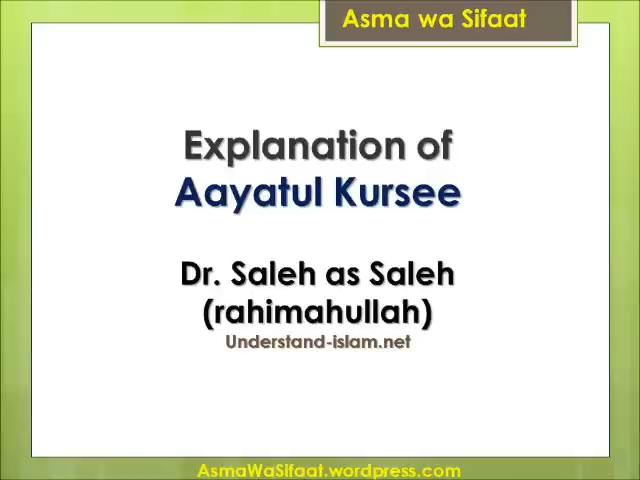 Asma wa Sifaat
Explanation of
Aayatul Kursee
Dr. Saleh as Saleh
(rahimahullah)
Understand-islam.net
AsmaWaSifaat.wordpress.com